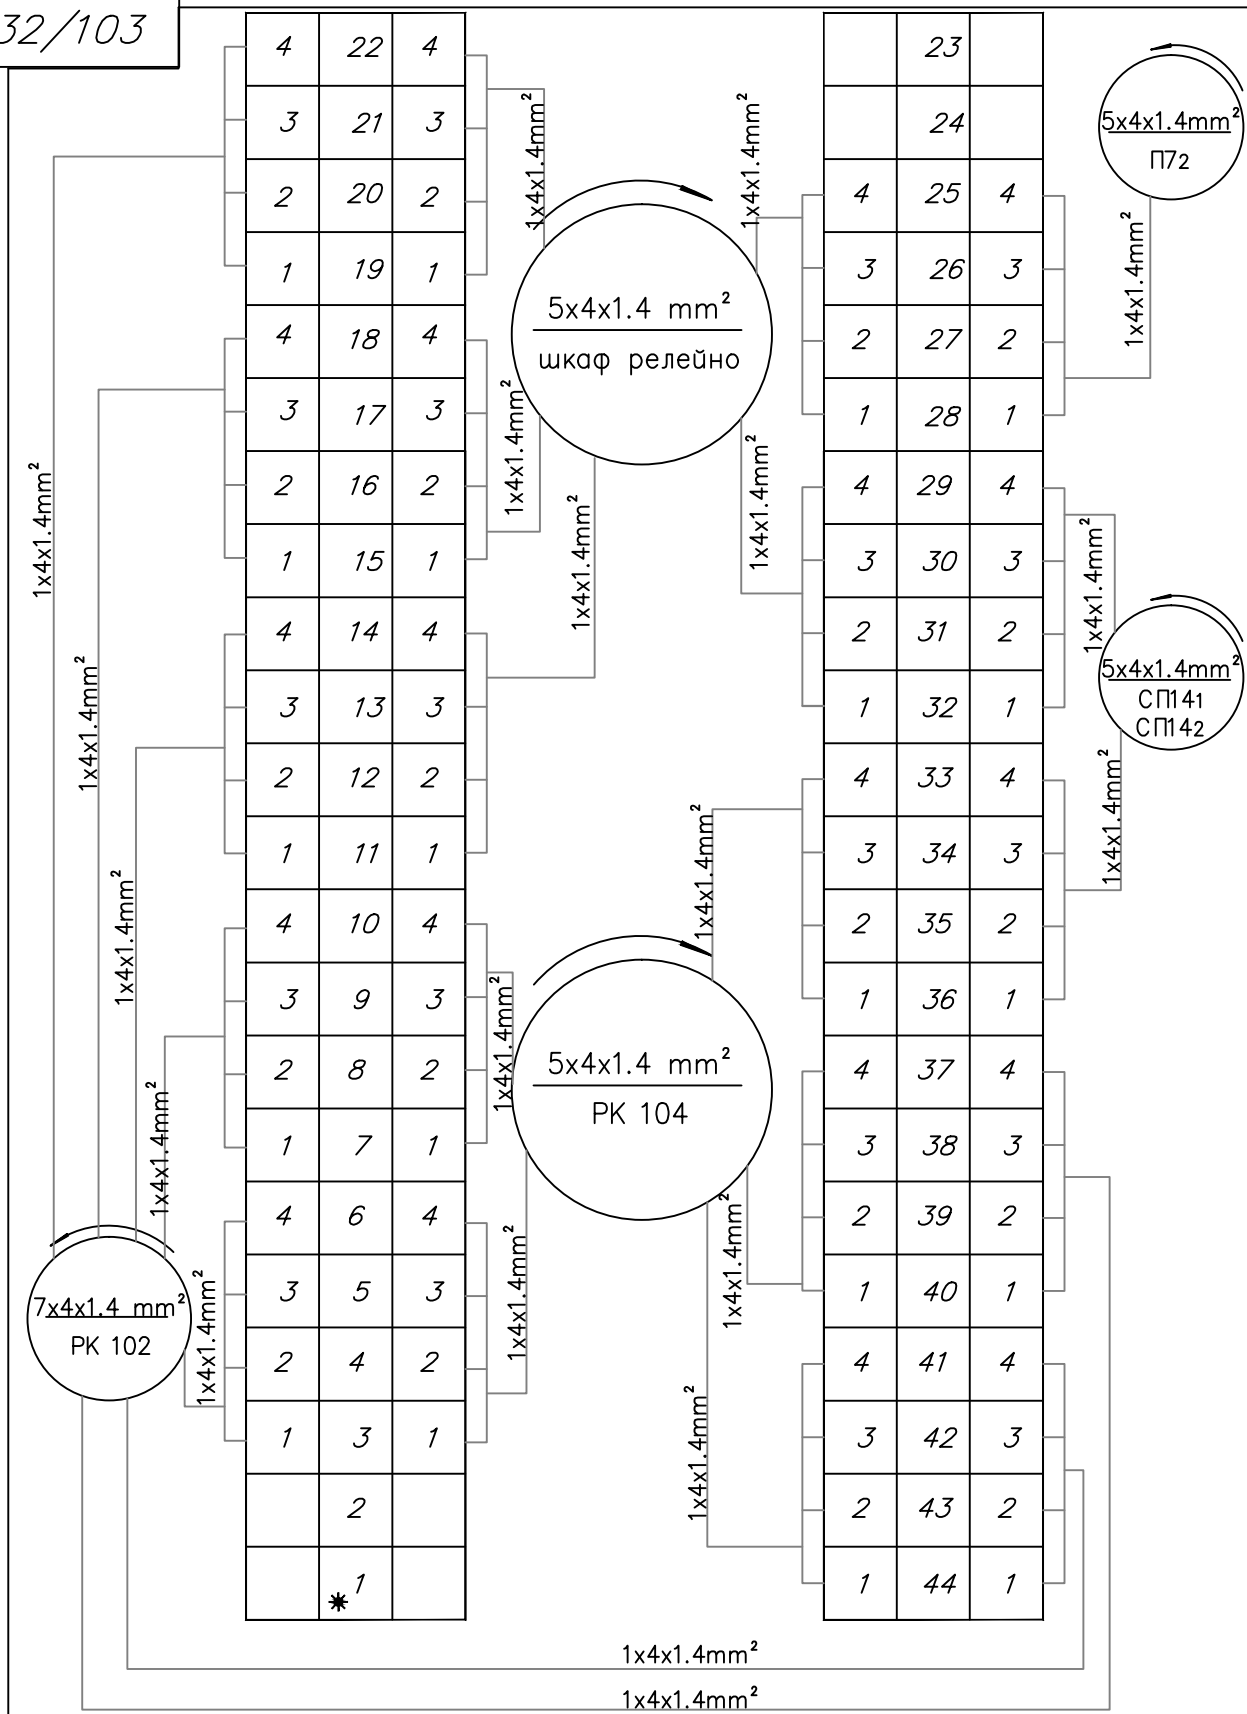 32/103
4 22 4
3 21 3
2 20 2
1 19 1
4 18 4
3 17 3
2 16 2
1 15 1
4 14 4
3 13 3
2 12 2
1 11 1
4 10 4
3 9 3
2 8 2
1 7 1
4 6 4
3 5 3
2 4 2
1 3 1
2
1
1x4x1.4mm²
1x4x1.4mm²
1x4x1.4mm²
1x4x1.4mm²
1x4x1.4mm²
7x4x1.4 mm²
РК 102
1x4x1.4mm²
1x4x1.4mm²
1x4x1.4mm²
1x4x1.4mm²
1x4x1.4mm²
1x4x1.4mm²
5x4x1.4 mm²
шкаф релейно
1x4x1.4mm²
1x4x1.4mm²
5x4x1.4 mm²
РК 104
1x4x1.4mm²
1x4x1.4mm²
23
24
4 25 4
3 26 3
2 27 2
1 28 1
4 29 4
3 30 3
2 31 2
1 32 1
4 33 4
3 34 3
2 35 2
1 36 1
4 37 4
3 38 3
2 39 2
1 40 1
4 41 4
3 42 3
2 43 2
1 44 1
5x4x1.4mm²
П72
1x4x1.4mm²
1x4x1.4mm²
5x4x1.4mm²
СП141
СП142
1x4x1.4mm²
1x4x1.4mm²
1x4x1.4mm²